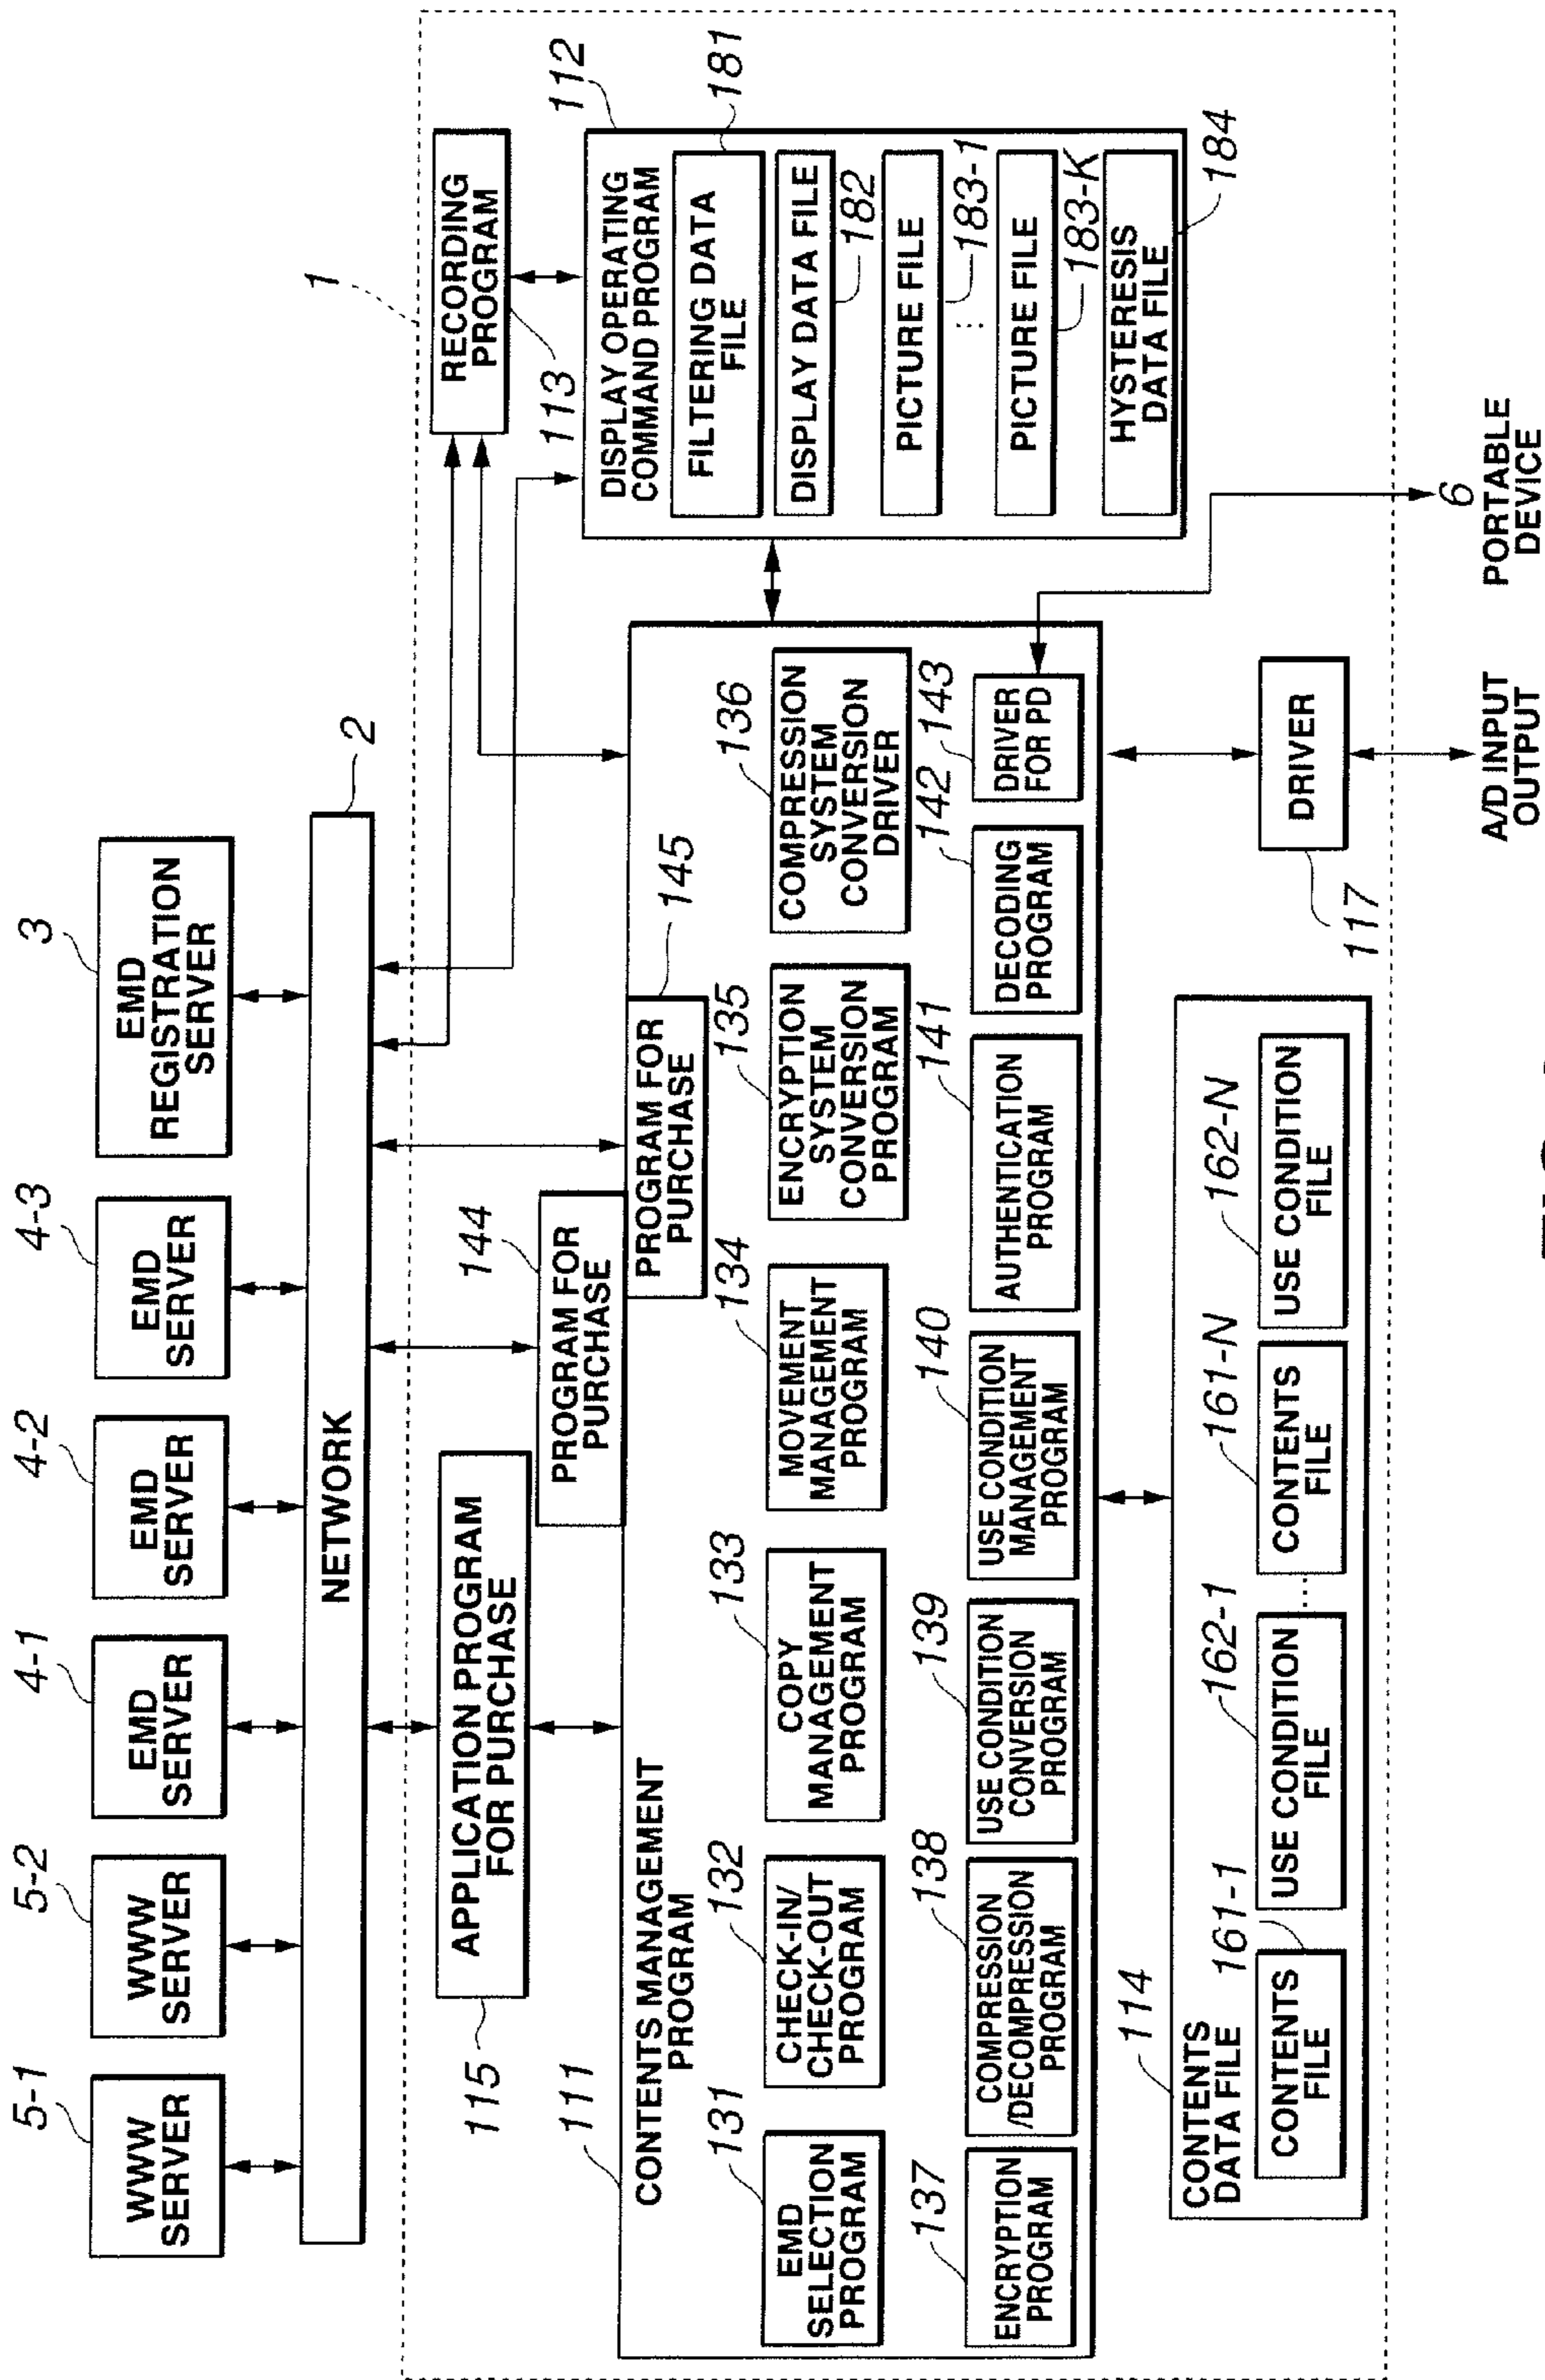 5-1
WWW
SERVER
5-2
WWW
SERVER
4-1
EMD
SERVER
4-2
EMD
SERVER
4-3
EMD
SERVER
3
EMD
REGISTRATION
SERVER
NETWORK
2
1
115
APPLICATION PROGRAM
FOR PURCHASE
144
PROGRAM FOR
PURCHASE
145
PROGRAM FOR
PURCHASE
RECORDING
PROGRAM
113
111
CONTENTS MANAGEMENT
PROGRAM
131
EMD
SELECTION
PROGRAM
132
CHECK-IN/
CHECK-OUT
PROGRAM
133
COPY
MANAGEMENT
PROGRAM
134
MOVEMENT
MANAGEMENT
PROGRAM
135
ENCRYPTION
SYSTEM
CONVERSION
PROGRAM
136
COMPRESSION
SYSTEM
CONVERSION
DRIVER
137
ENCRYPTION
PROGRAM
138
COMPRESSION
/DECOMPRESSION
PROGRAM
139
USE CONDITION
CONVERSION
PROGRAM
140
USE CONDITION
MANAGEMENT
PROGRAM
141
AUTHENTICATION
PROGRAM
142
DECODING
PROGRAM
143
DRIVER
FOR PD
112
DISPLAY OPERATING
COMMAND PROGRAM
181
FILTERING DATA
FILE
DISPLAY DATA FILE
182
PICTURE FILE
183-1
PICTURE FILE
183-K
HYSTERESIS
DATA FILE
184
114
CONTENTS
DATA FILE
161-1
CONTENTS
FILE
162-1
USE CONDITION
FILE
161-N
CONTENTS
FILE
162-N
USE CONDITION
FILE
117
DRIVER
A/D INPUT
OUTPUT
6
PORTABLE
DEVICE